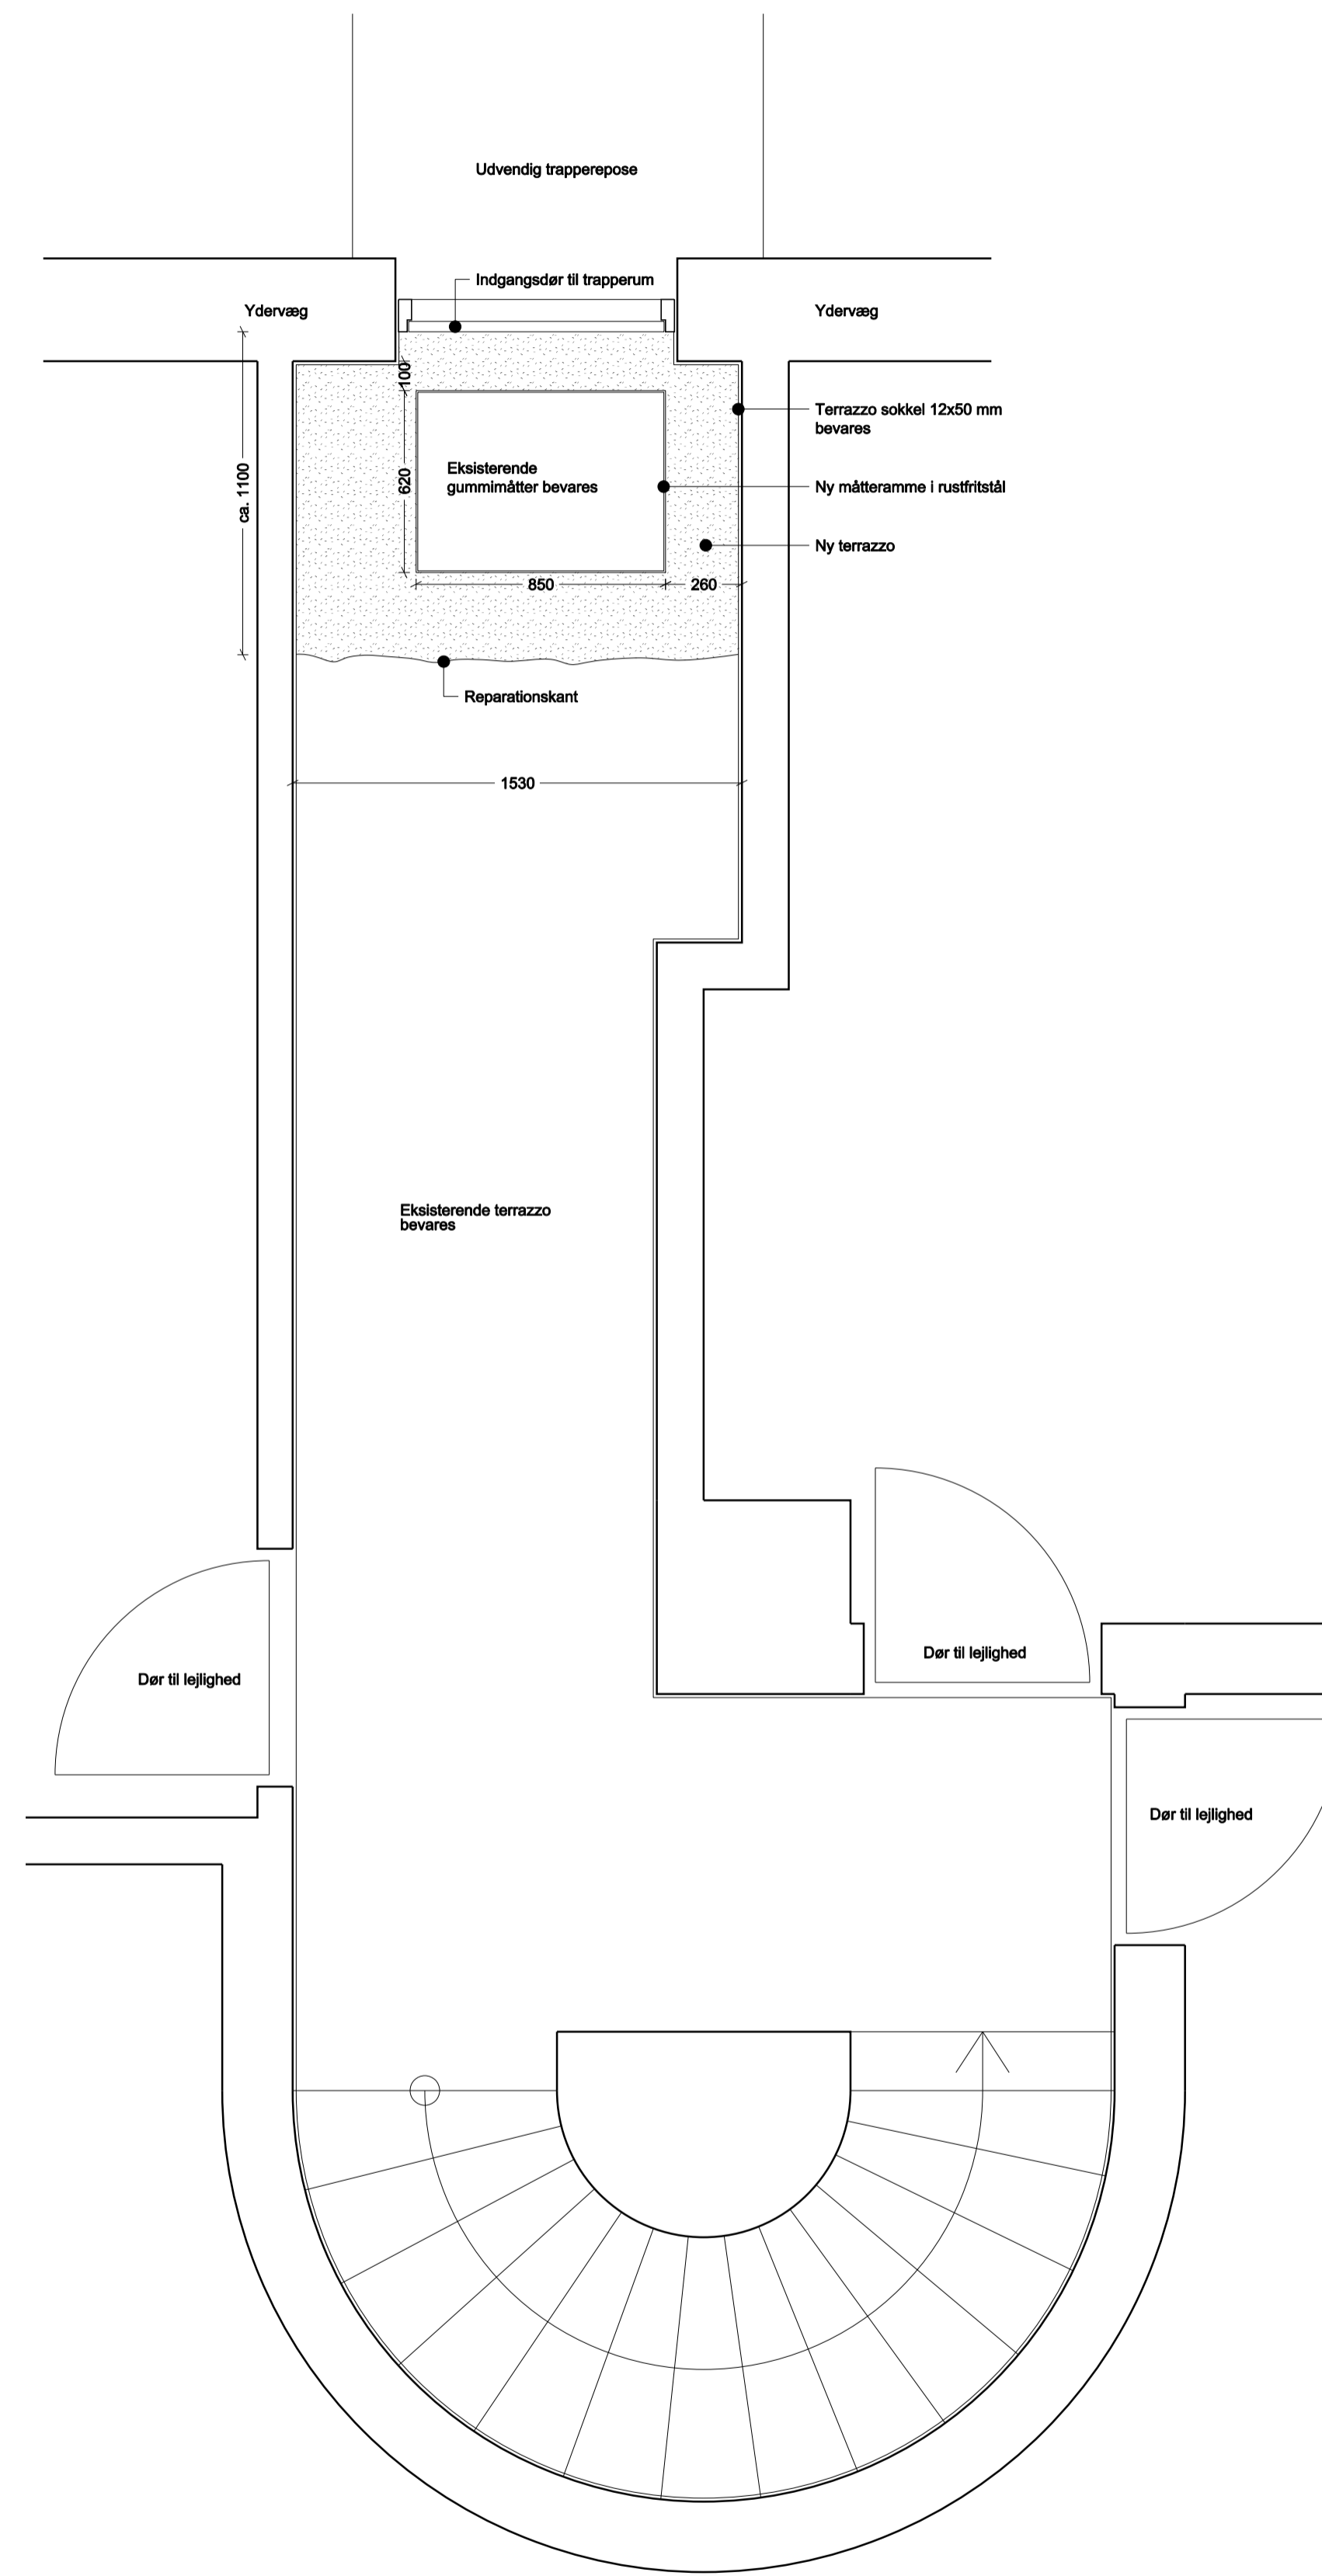 Udvendig trapperepose
Indgangsdør til trapperum
Ydervæg
Ydervæg
100
Terrazzo sokkel 12x50 mm
bevares
Eksisterende
gummimåtter bevares
620
ca. 1100
Ny måtteramme i rustfritstål
Ny terrazzo
850
260
Reparationskant
1530
Eksisterende terrazzo
bevares
Dør til lejlighed
Dør til lejlighed
Dør til lejlighed